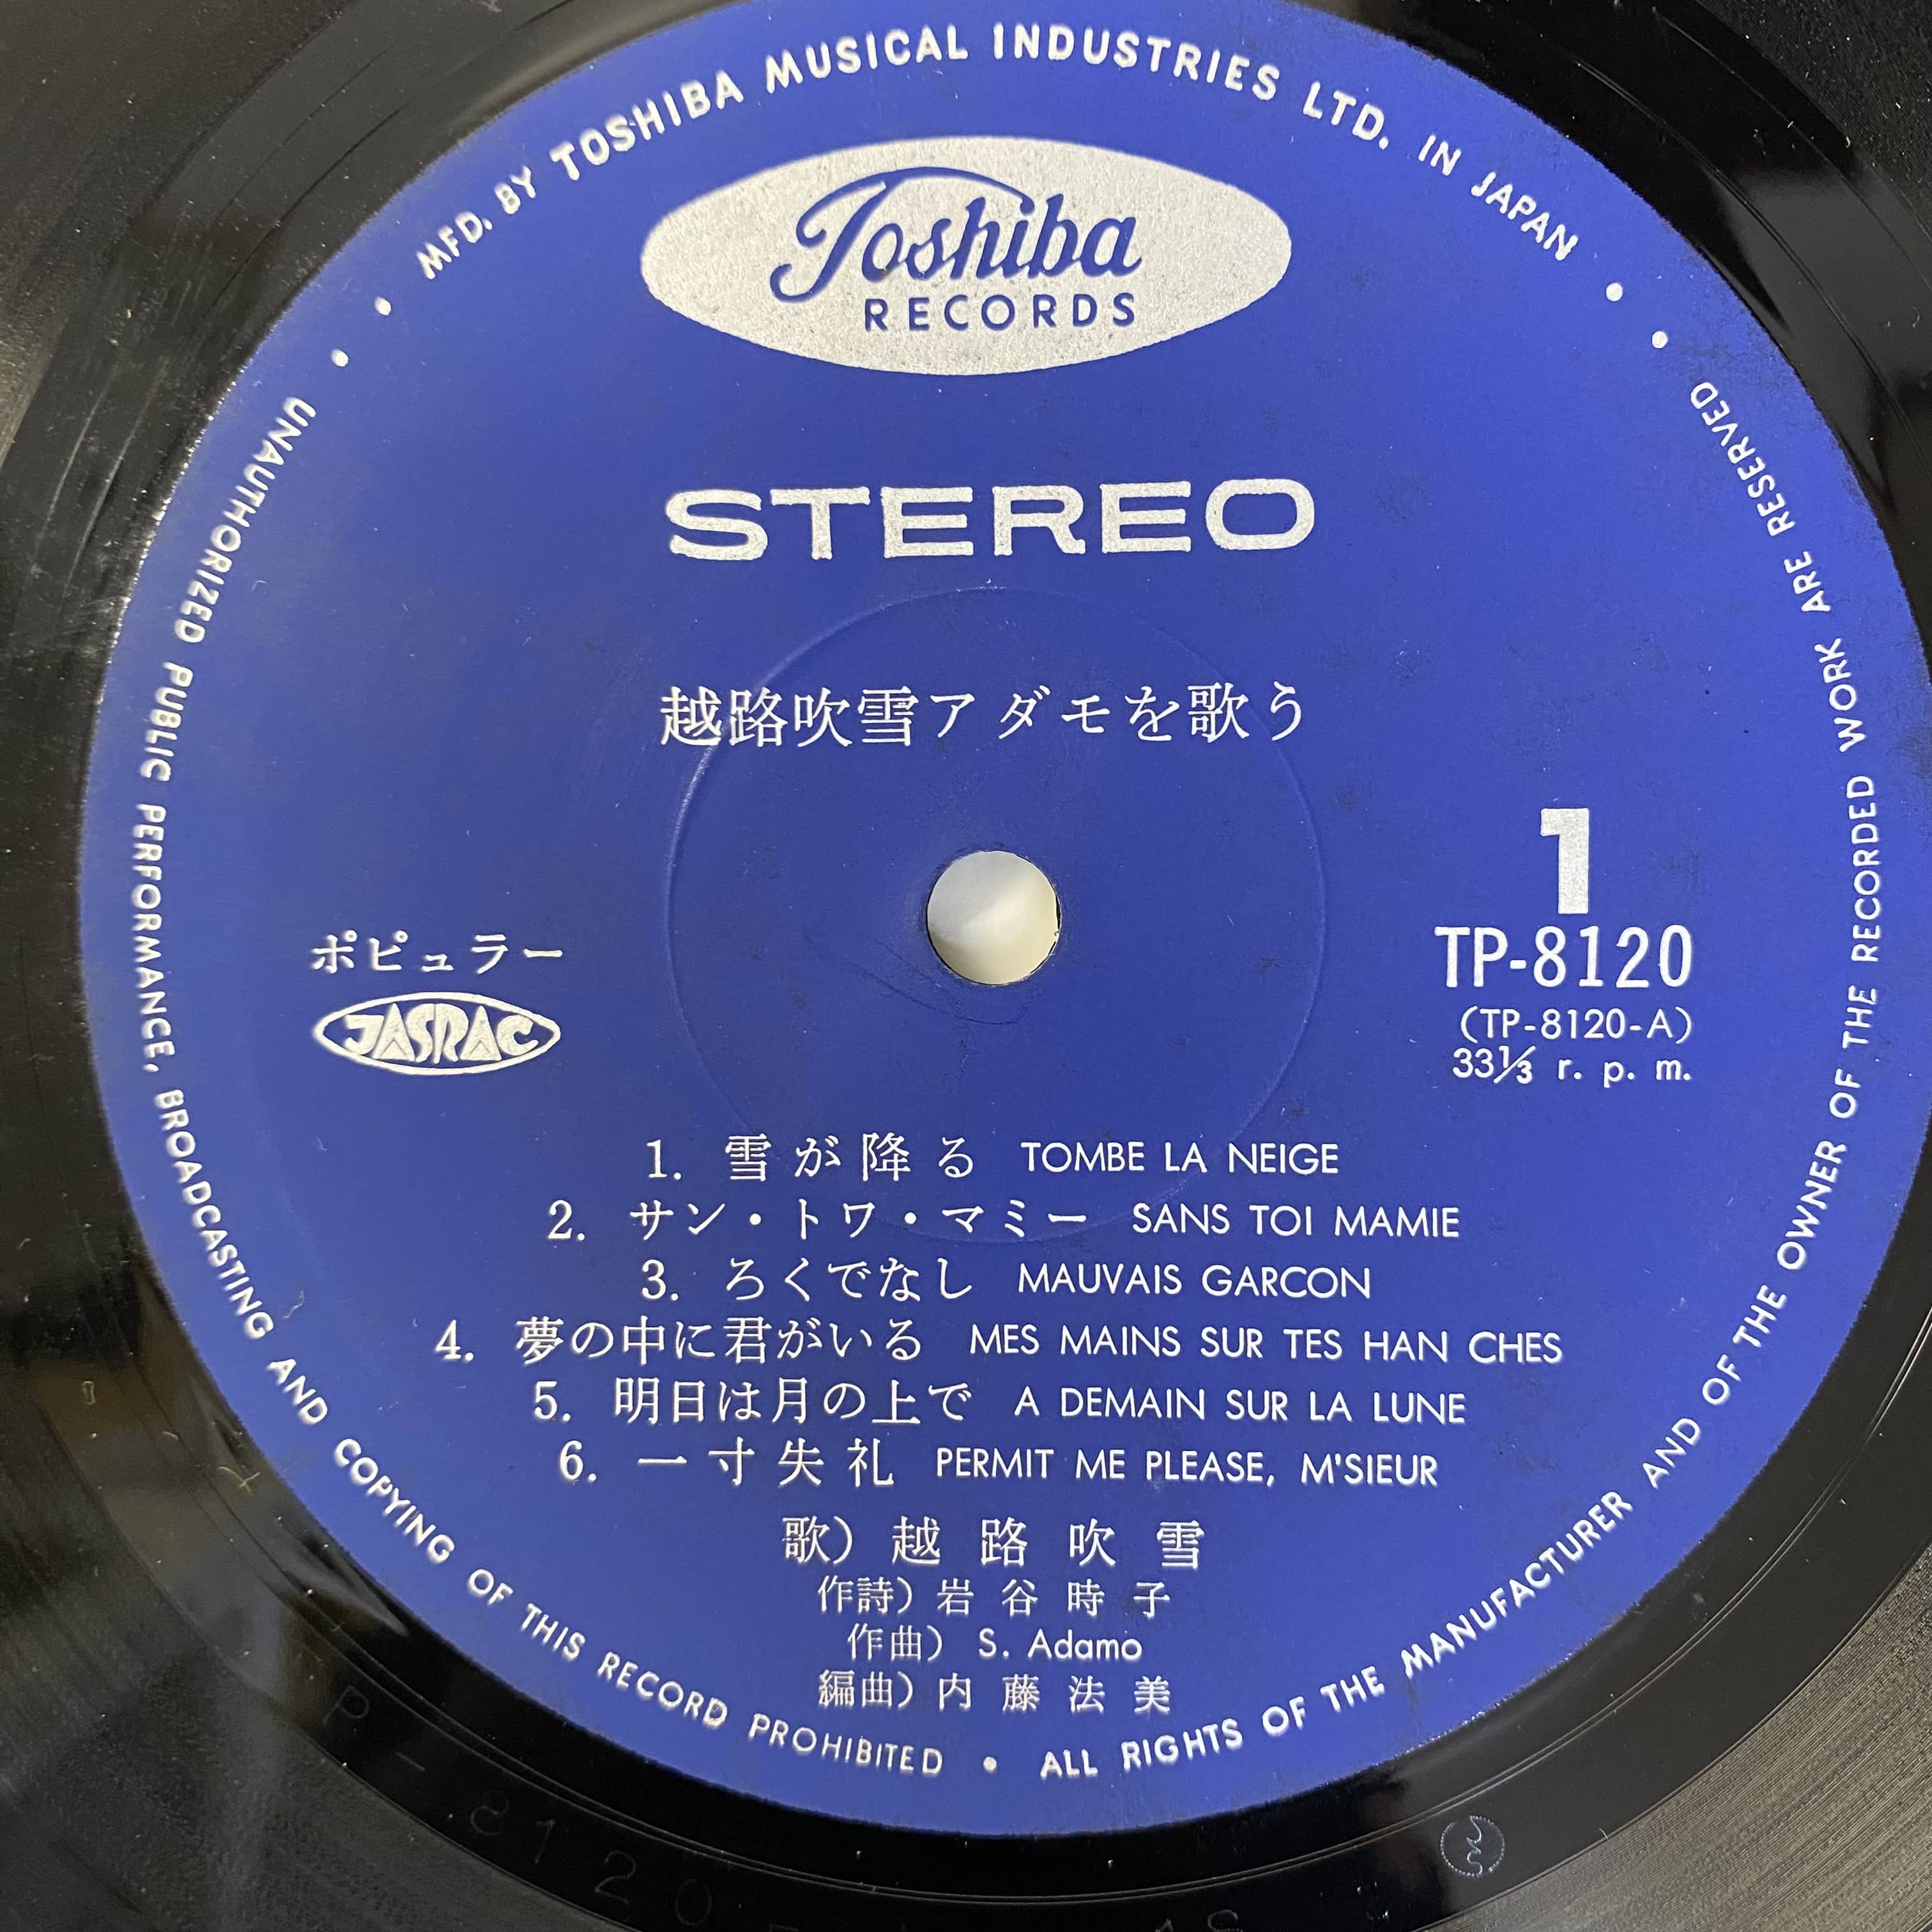 MFD. BY TOSHIBA MUSICAL INDUSTRIES LTD. IN JAPAN
Toshiba
RECORDS
STEREO
越路吹雪アダモを歌う
1
TP-8120
(TP-8120-A)
33⅓ r. p. m.
ポピュラー
JASRAC
1. 雪が降る TOMBE LA NEIGE
2. サン・トワ・マミー SANS TOI MAMIE
3. ろくでなし MAUVAIS GARCON
4. 夢の中に君がいる MES MAINS SUR TES HAN CHES
5. 明日は月の上で A DEMAIN SUR LA LUNE
6. 一寸失礼 PERMIT ME PLEASE, M'SIEUR
歌) 越路吹雪
作詩) 岩谷時子
作曲) S. Adamo
編曲) 内藤法美
UNAUTHORIZED PUBLIC PERFORMANCE, BROADCASTING AND COPYING OF THIS RECORD PROHIBITED • ALL RIGHTS OF THE MANUFACTURER AND OF THE OWNER OF THE RECORDED WORK ARE RESERVED